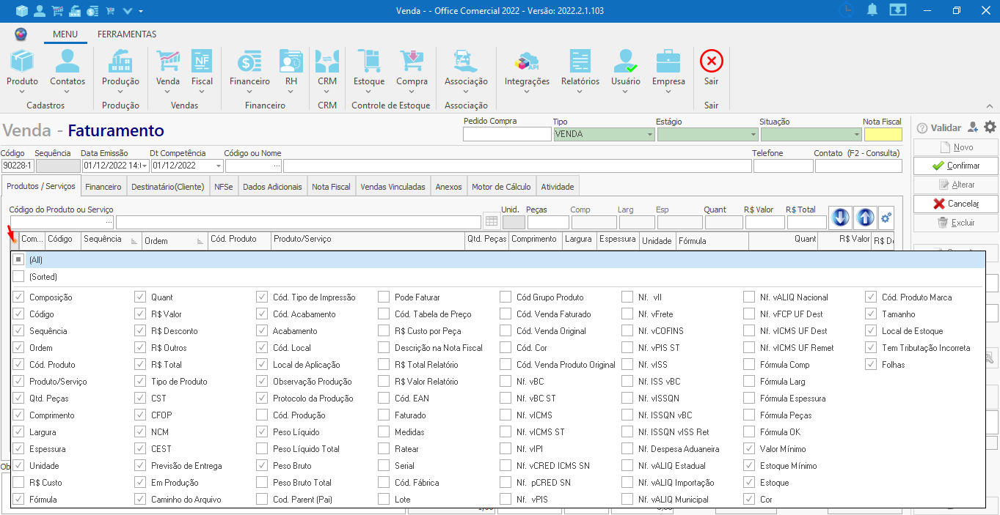 Venda - - Office Comercial 2022 - Versão: 2022.2.1.103
MENU FERRAMENTAS
Produto Contatos Produção Venda Fiscal Financeiro RH CRM Estoque Compra Associação Integrações Relatórios Usuário Empresa Sair
Cadastros Produção Vendas Financeiro CRM Controle de Estoque Associação Sair
Venda - Faturamento
Pedido Compra Tipo Estágio Situação Nota Fiscal
VENDA
Validar
Código Sequência Data Emissão Dt Competência Código ou Nome Telefone Contato (F2 - Consulta)
90228-1 01/12/2022 14:( 01/12/2022
Novo
Confirmar
Alterar
Cancelar
Excluir
Produtos / Serviços Financeiro Destinatário(Cliente) NFSe Dados Adicionais Nota Fiscal Vendas Vinculadas Anexos Motor de Cálculo Atividade
Código do Produto ou Serviço Unid. Peças Comp Larg Esp Quant R$ Valor R$ Total
Com... Código Sequência Ordem Cód. Produto Produto/Serviço Qtd. Peças Comprimento Largura Espessura Unidade Fórmula Quant R$ Valor R$ De
(All)
(Sorted)
Composição Quant Cód. Tipo de Impressão Pode Faturar Cód Grupo Produto Nf. vII Nf. vALIQ Nacional Cód. Produto Marca
Código R$ Valor Cód. Acabamento Cód. Tabela de Preço Cód. Venda Faturado Nf. vFrete Nf. vFCP UF Dest Tamanho
Sequência R$ Desconto Acabamento R$ Custo por Peça Cód. Venda Original Nf. vCOFINS Nf. vICMS UF Dest Local de Estoque
Ordem R$ Outros Cód. Local Descrição na Nota Fiscal Cód. Cor Nf. vPIS ST Nf. vICMS UF Remet Tem Tributação Incorreta
Cód. Produto R$ Total Local de Aplicação R$ Total Relatório Cód. Venda Produto Original Nf. vISS Fórmula Comp Folhas
Produto/Serviço Tipo de Produto Observação Produção R$ Valor Relatório Nf. vBC Nf. ISS vBC Fórmula Larg
Qtd. Peças CST Protocolo da Produção Cód. EAN Nf. vBC ST Nf. vISSQN Fórmula Espessura
Comprimento CFOP Cód. Produção Faturado Nf. vICMS Nf. ISSQN vBC Fórmula Peças
Largura NCM Peso Líquido Medidas Nf. vICMS ST Nf. ISSQN vISS Ret Fórmula OK
Espessura CEST Peso Líquido Total Ratear Nf. vIPI Nf. Despesa Aduaneira Valor Mínimo
Unidade Previsão de Entrega Peso Bruto Serial Nf. vCRED ICMS SN Nf. vALIQ Estadual Estoque Mínimo
R$ Custo Em Produção Peso Bruto Total Cód. Fábrica Nf. pCRED SN Nf. vALIQ Importação Estoque
Fórmula Caminho do Arquivo Cod. Parent (Pai) Lote Nf. vPIS Nf. vALIQ Municipal Cor